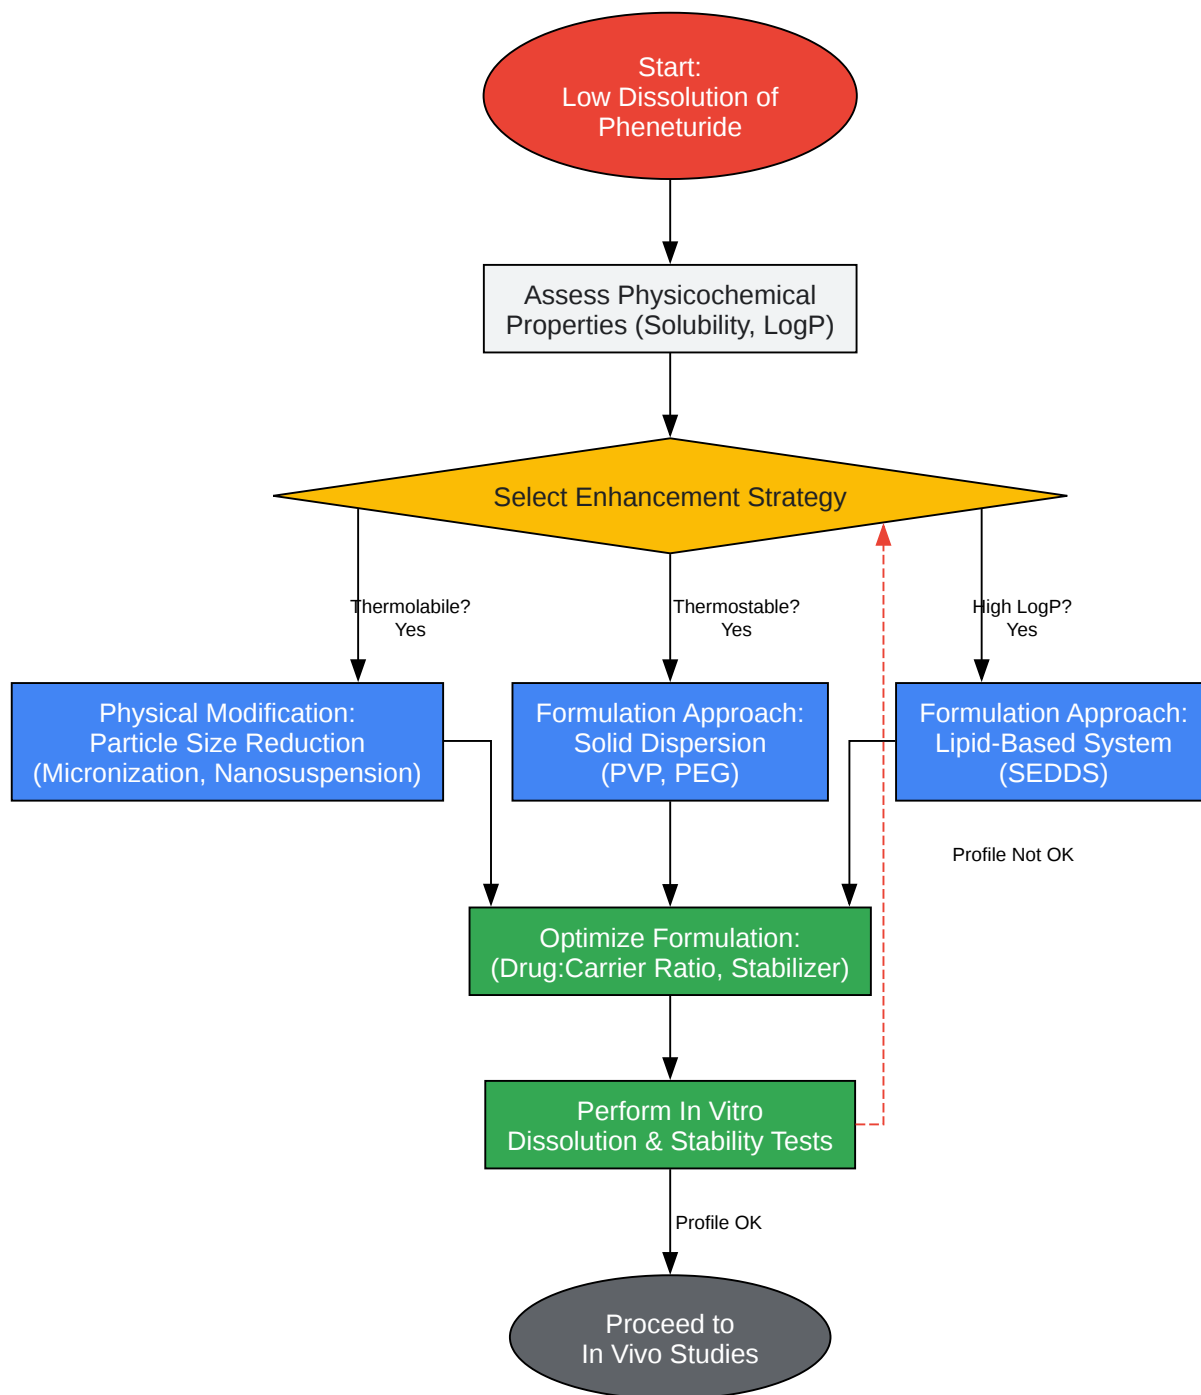 Start:
Low Dissolution of
Pheneturide
Assess Physicochemical
Properties (Solubility, LogP)
Select Enhancement Strategy
Thermolabile?
Yes
Thermostable?
Yes
High LogP?
Yes
Physical Modification:
Particle Size Reduction
(Micronization, Nanosuspension)
Formulation Approach:
Solid Dispersion
(PVP, PEG)
Formulation Approach:
Lipid-Based System
(SEDDS)
Profile Not OK
Optimize Formulation:
(Drug:Carrier Ratio, Stabilizer)
Perform In Vitro
Dissolution & Stability Tests
Profile OK
Proceed to
In Vivo Studies